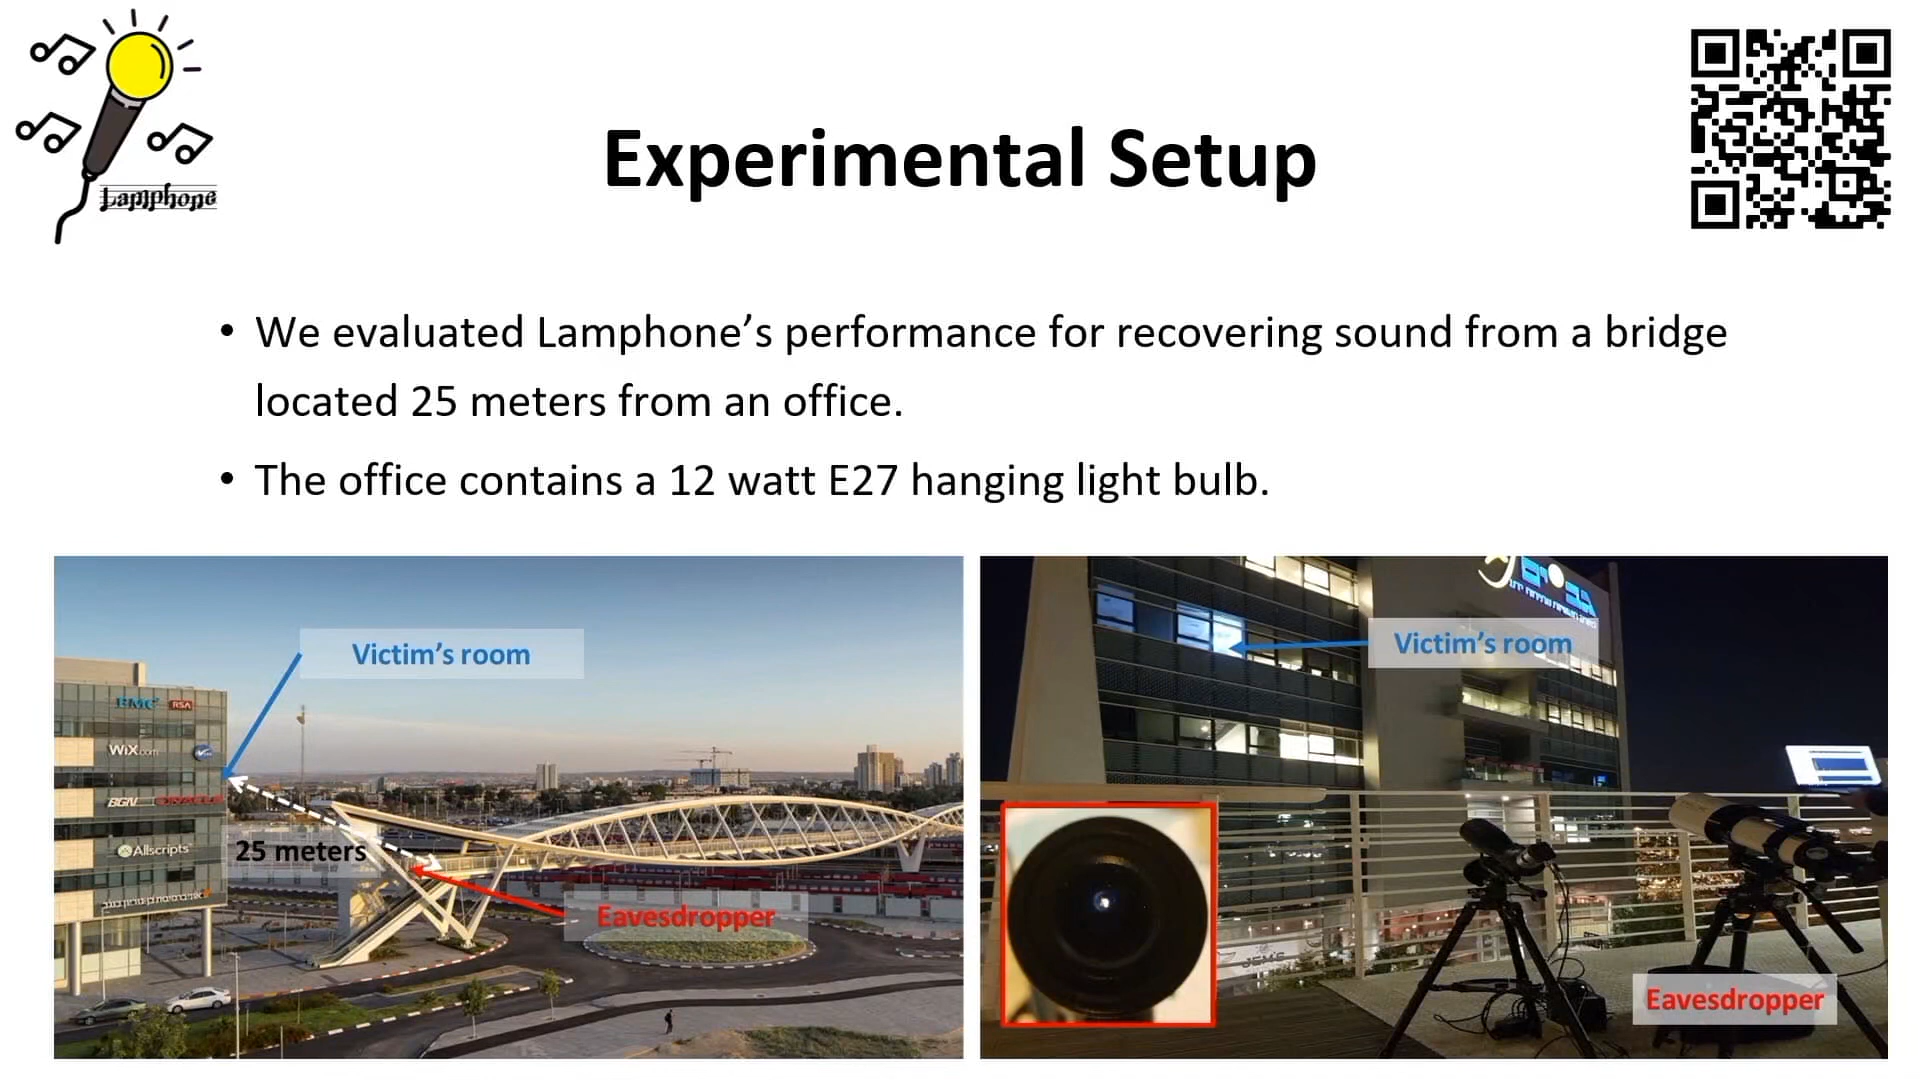 Lamphone
Experimental Setup
• We evaluated Lamphone’s performance for recovering sound from a bridge
located 25 meters from an office.
• The office contains a 12 watt E27 hanging light bulb.
Victim’s room
EMC RSA
WiX.com
BGN ORACLE
Allscripts
25 meters
Eavesdropper
Victim’s room
Eavesdropper